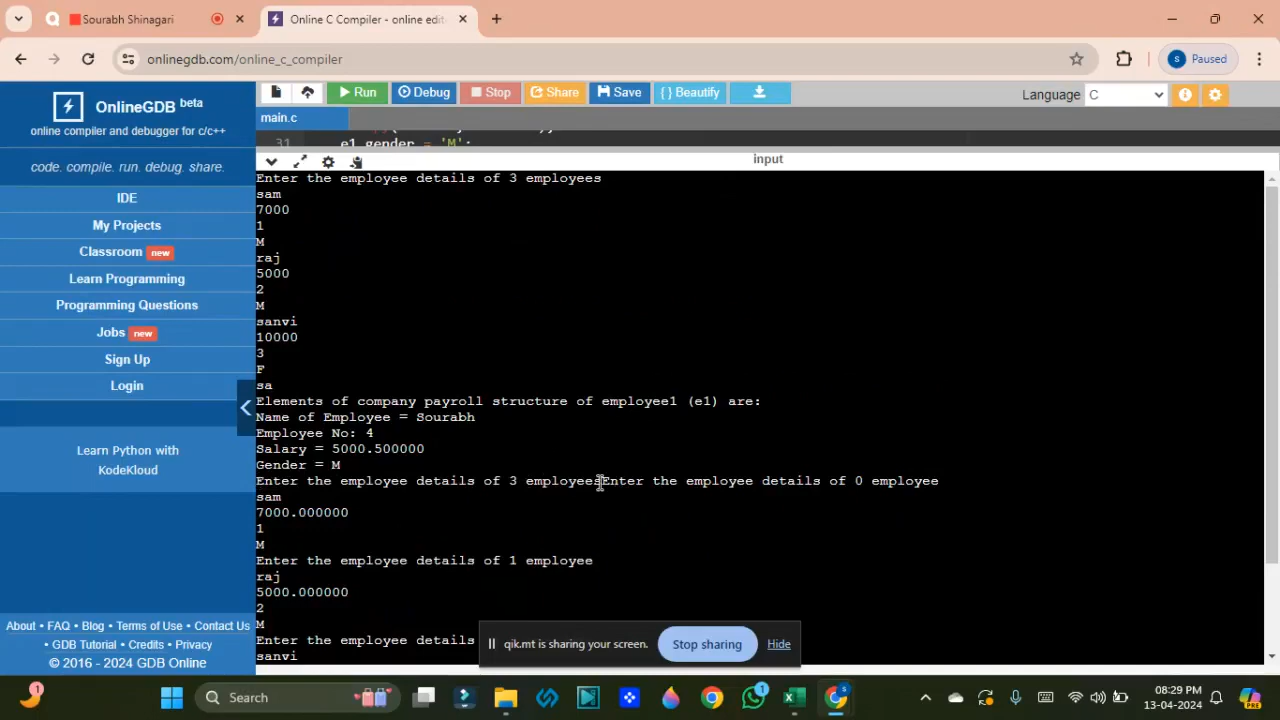 Sourabh Shinagari
Online C Compiler - online edit
onlinegdb.com/online_c_compiler
S Paused
OnlineGDB beta
online compiler and debugger for c/c++
code. compile. run. debug. share.
IDE
My Projects
Classroom new
Learn Programming
Programming Questions
Jobs new
Sign Up
Login
Learn Python with
KodeKloud
About • FAQ • Blog • Terms of Use • Contact Us
• GDB Tutorial • Credits • Privacy
© 2016 - 2024 GDB Online
Run Debug Stop Share Save { } Beautify
Language C
main.c
31 e1.gender = 'M';
input
Enter the employee details of 3 employees
sam
7000
1
M
raj
5000
2
M
sanvi
10000
3
F
sa
Elements of company payroll structure of employee1 (e1) are:
Name of Employee = Sourabh
Employee No: 4
Salary = 5000.500000
Gender = M
Enter the employee details of 3 employeesEnter the employee details of 0 employee
sam
7000.000000
1
M
Enter the employee details of 1 employee
raj
5000.000000
2
M
Enter the employee details
sanvi
qik.mt is sharing your screen. Stop sharing Hide
1
Search
1
08:29 PM
13-04-2024
PRE